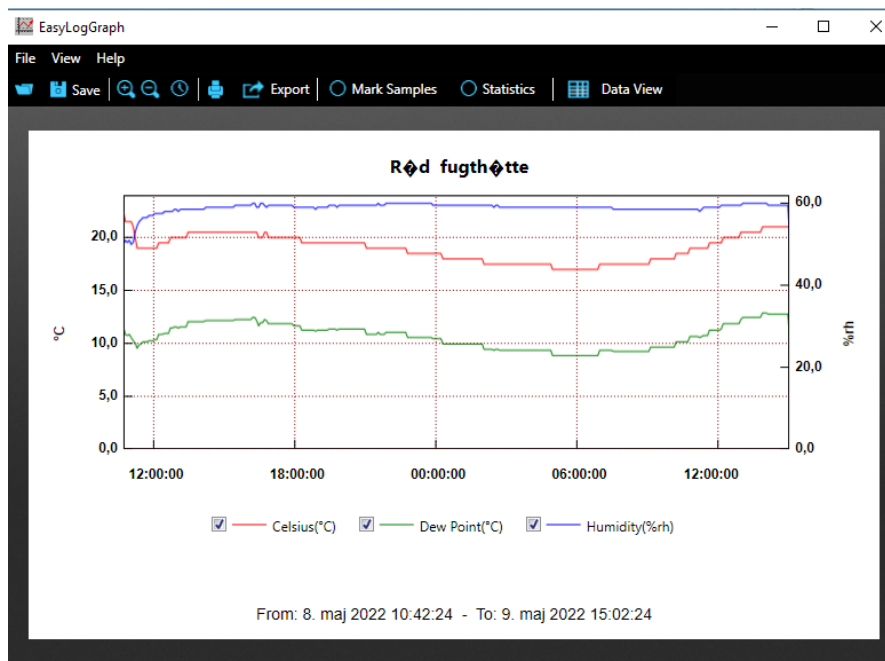 EasyLogGraph
File View Help
Save Export Mark Samples Statistics Data View
R�d fugth�tte
20,0
15,0
10,0
5,0
0,0
°C
60,0
40,0
20,0
0,0
%rh
12:00:00 18:00:00 00:00:00 06:00:00 12:00:00
Celsius(°C) Dew Point(°C) Humidity(%rh)
From: 8. maj 2022 10:42:24 - To: 9. maj 2022 15:02:24